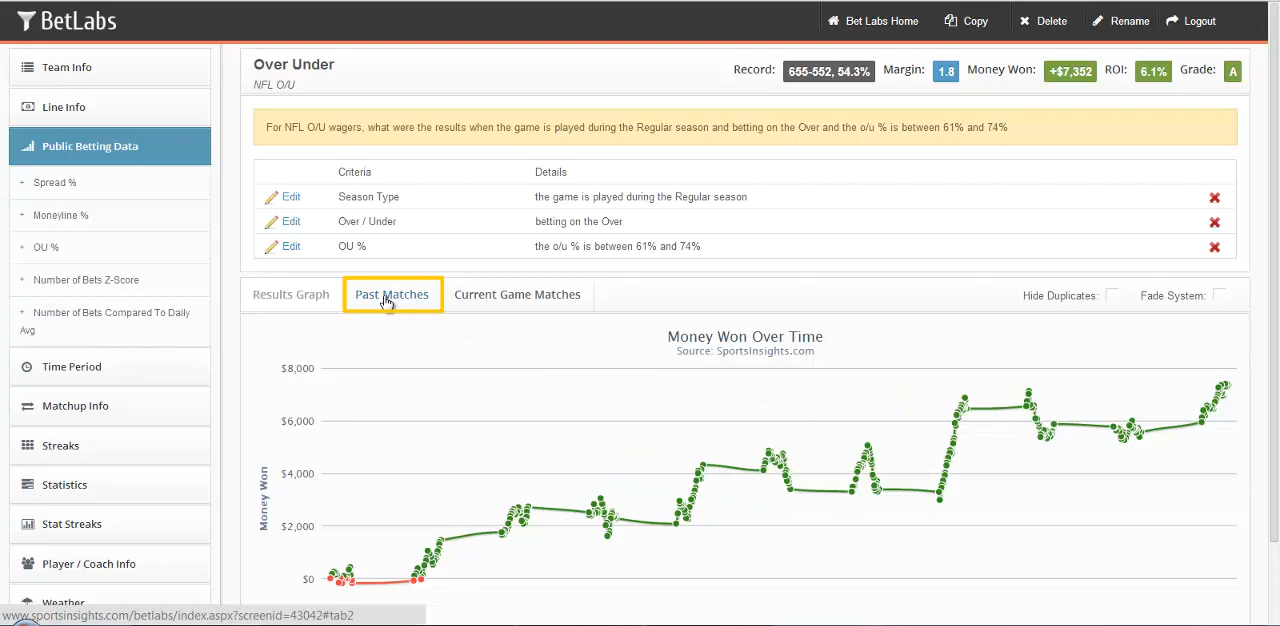 BetLabs
Bet Labs Home
Copy
Delete
Rename
Logout
Team Info
Line Info
Public Betting Data
+ Spread %
+ Moneyline %
+ OU %
+ Number of Bets Z-Score
+ Number of Bets Compared To Daily
Avg
Time Period
Matchup Info
Streaks
Statistics
Stat Streaks
Player / Coach Info
Weather
Over Under
NFL O/U
Record: 655-552, 54.3% Margin: 1.8 Money Won: +$7,352 ROI: 6.1% Grade: A
For NFL O/U wagers, what were the results when the game is played during the Regular season and betting on the Over and the o/u % is between 61% and 74%
Criteria Details
Edit Season Type the game is played during the Regular season
Edit Over / Under betting on the Over
Edit OU % the o/u % is between 61% and 74%
Results Graph Past Matches Current Game Matches Hide Duplicates: Fade System:
Money Won Over Time
Source: SportsInsights.com
$8,000
$6,000
$4,000
$2,000
$0
Money Won
www.sportsinsights.com/betlabs/index.aspx?screenid=43042#tab2